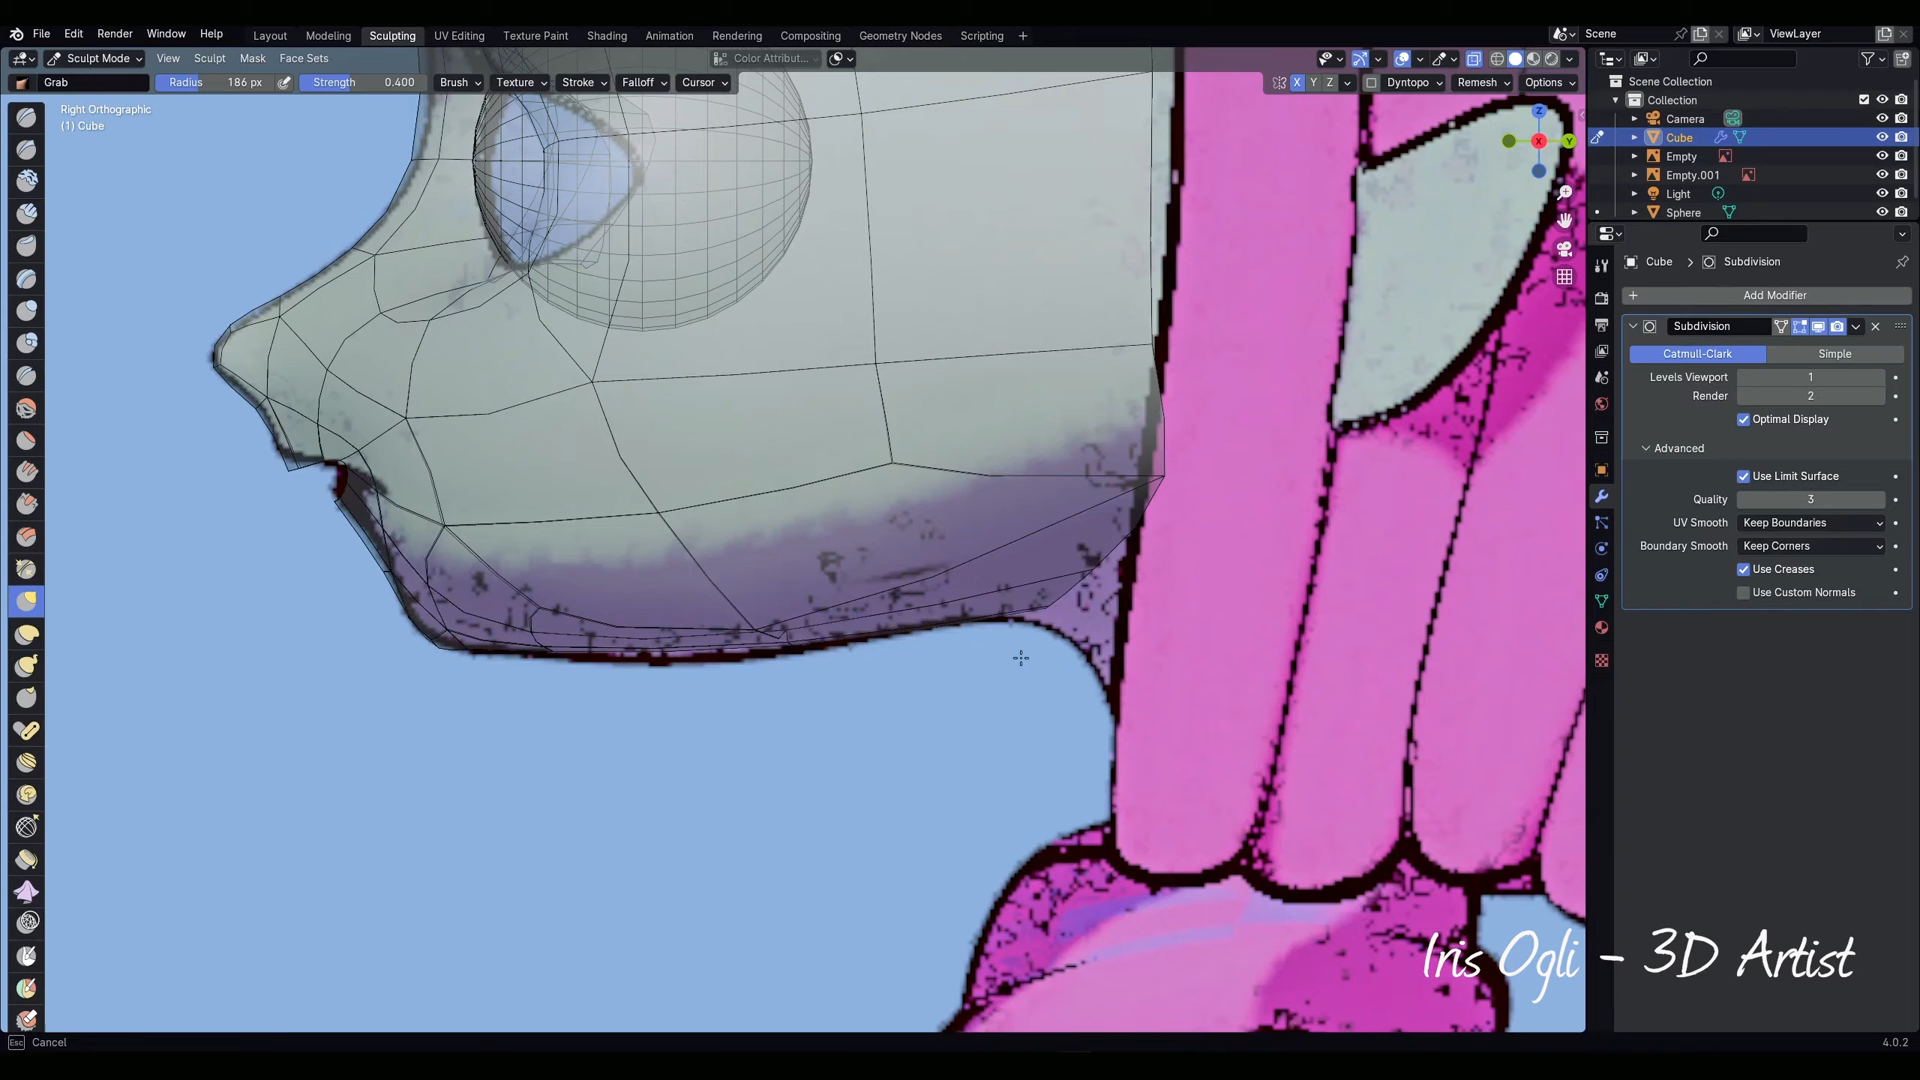 File Edit Render Window Help Layout Modeling Sculpting UV Editing Texture Paint Shading Animation Rendering Compositing Geometry Nodes Scripting + Scene ViewLayer
Sculpt Mode View Sculpt Mask Face Sets Color Attribut...
Grab Radius 186 px Strength 0.400 Brush Texture Stroke Falloff Cursor X Y Z Dyntopo Remesh Options
Right Orthographic
(1) Cube
Z
X
Y
Scene Collection
Collection
Camera
Cube
Empty
Empty.001
Light
Sphere
Cube > Subdivision
+ Add Modifier
Subdivision
Catmull-Clark Simple
Levels Viewport 1
Render 2
Optimal Display
Advanced
Use Limit Surface
Quality 3
UV Smooth Keep Boundaries
Boundary Smooth Keep Corners
Use Creases
Use Custom Normals
Iris Ogli - 3D Artist
Esc Cancel 4.0.2